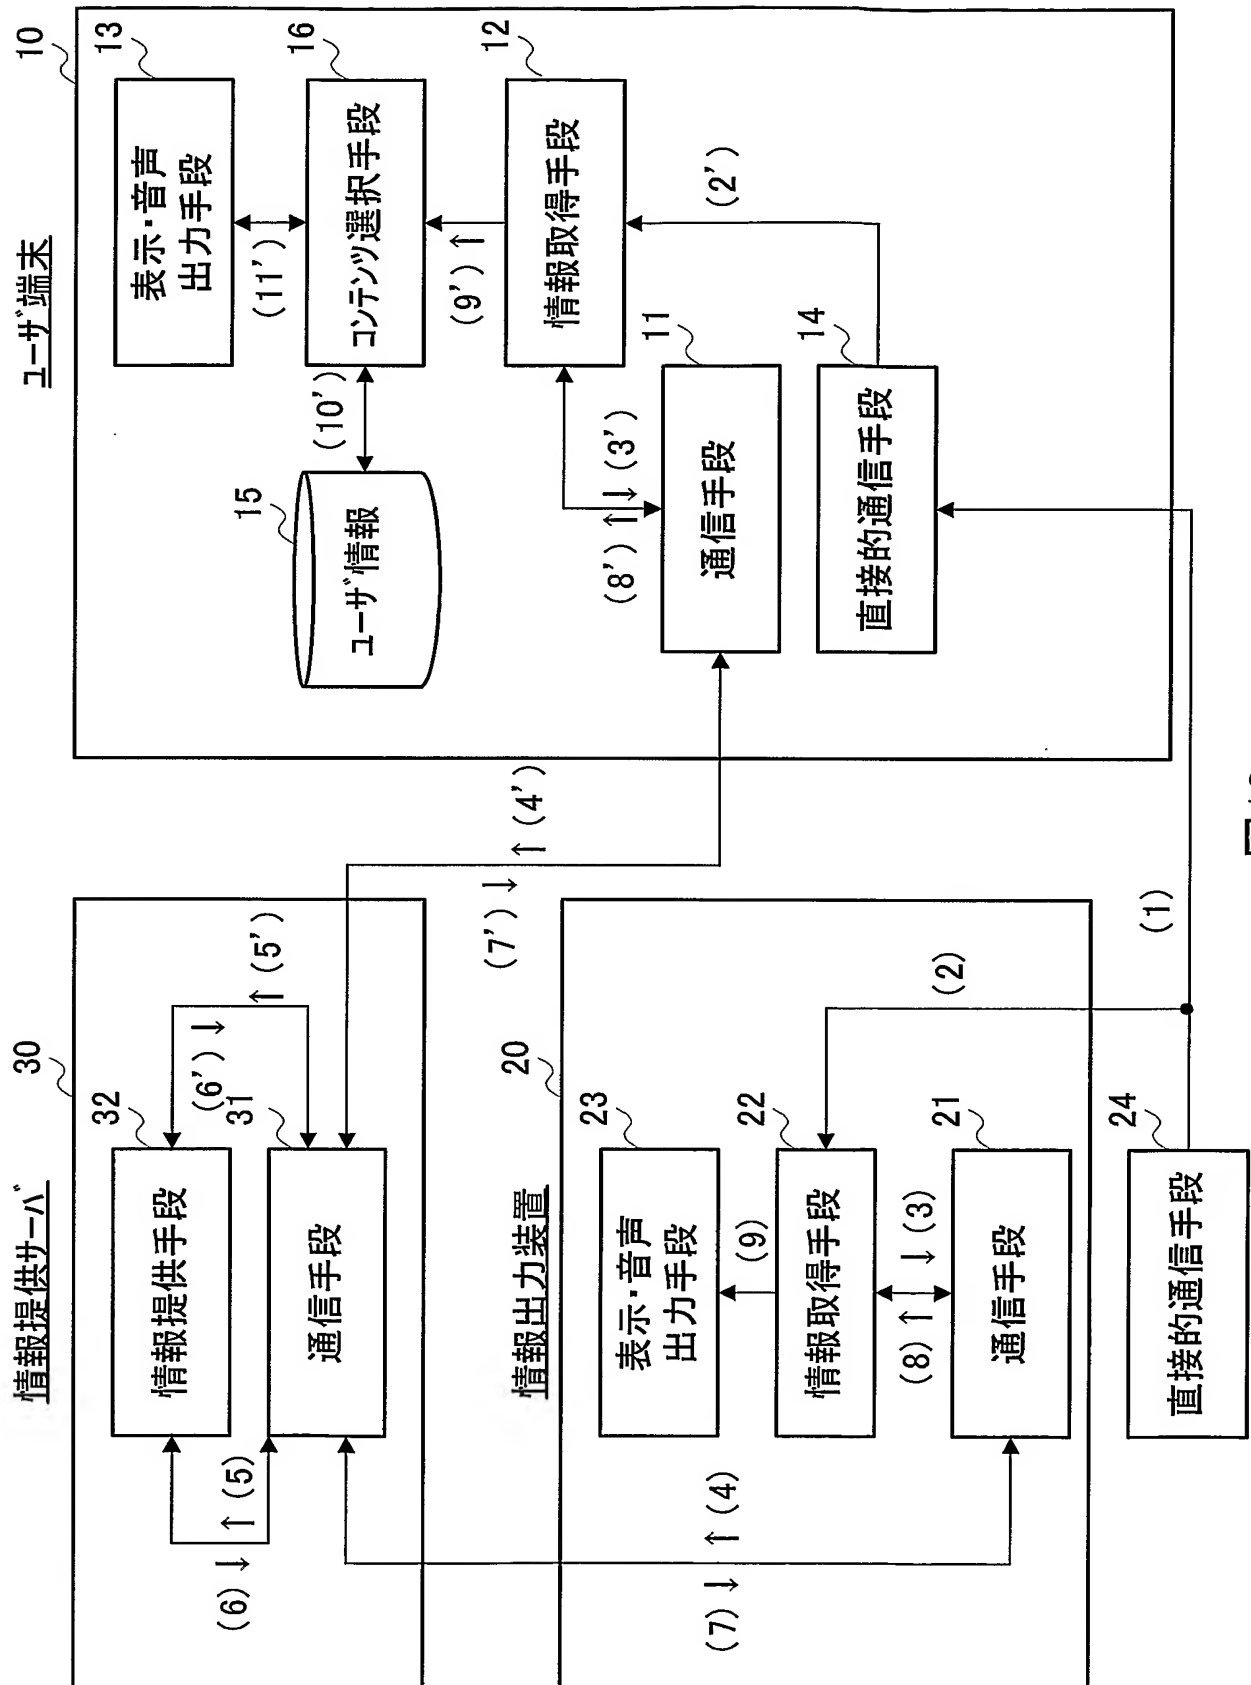 情報提供サーバ
30
情報提供手段
32
通信手段
31
(5)
↑
(6)
↓
(5')
↑
(6')
↓
情報出力装置
20
表示・音声
出力手段
23
(9)
情報取得手段
22
(8)
↑
↓
(3)
通信手段
21
(2)
(7)
↓
↑
(4)
直接的通信手段
24
(1)
(7')
↓
↑
(4')
ユーザ端末
10
表示・音声
出力手段
13
(11')
コンテンツ選択手段
16
(10')
ユーザ情報
15
(9')
↑
情報取得手段
12
(8')
↑
↓
(3')
通信手段
11
(2')
直接的通信手段
14